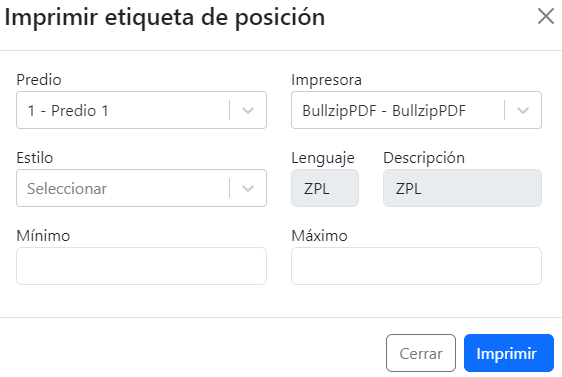 Imprimir etiqueta de posición
Predio
Impresora
1 - Predio 1
BullzipPDF - BullzipPDF
Estilo
Lenguaje
Descripción
Seleccionar
ZPL
ZPL
Mínimo
Máximo
Cerrar
Imprimir